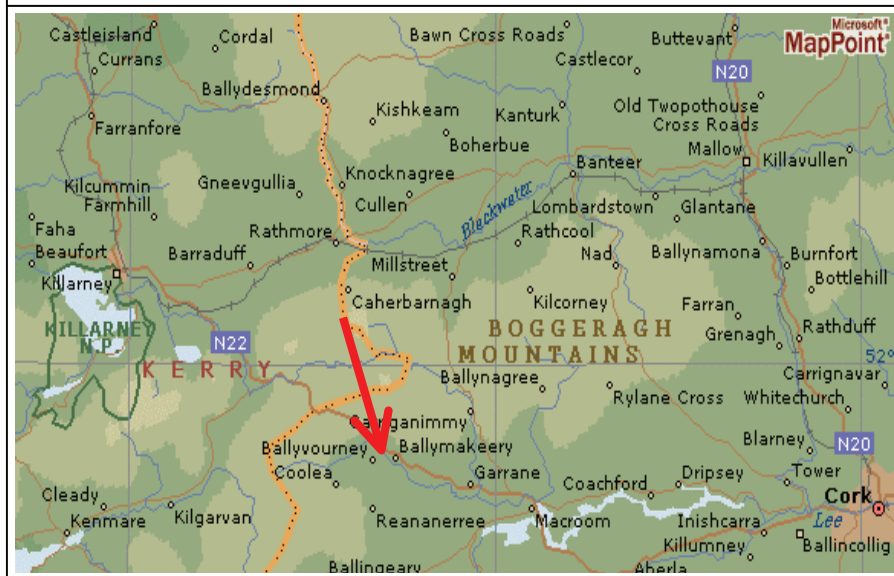 Microsoft®
MapPoint®
Castleisland
Cordal
Bawn Cross Roads
Buttevant
Currans
Castlecor
N20
Ballydesmond
Kishkeam
Kanturk
Old Twopothouse
Cross Roads
Farranfore
Boherbue
Mallow
Banteer
Killavullen
Kilcummin
Gneevgullia
Knocknagree
Farmhill
Cullen
Blackwater
Lombardstown
Glantane
Faha
Rathmore
Rathcool
Beaufort
Barraduff
Millstreet
Nad
Ballynamona
Burnfort
Killarney
Caherbarnagh
Kilcorney
Bottlehill
Farran
KILLARNEY
N.P.
N22
BOGGERAGH
MOUNTAINS
Grenagh
Rathduff
52°
KERRY
Ballynagree
Carrignavar
Rylane Cross
Whitechurch
Carriganimmy
Blarney
N20
Ballyvourney
Ballymakeery
Coolea
Garrane
Coachford
Dripsey
Tower
Cleady
Cork
Kenmare
Kilgarvan
Reananerree
Macroom
Inishcarra
Lee
Killumney
Ballincollig
Ballingeary
Aherla